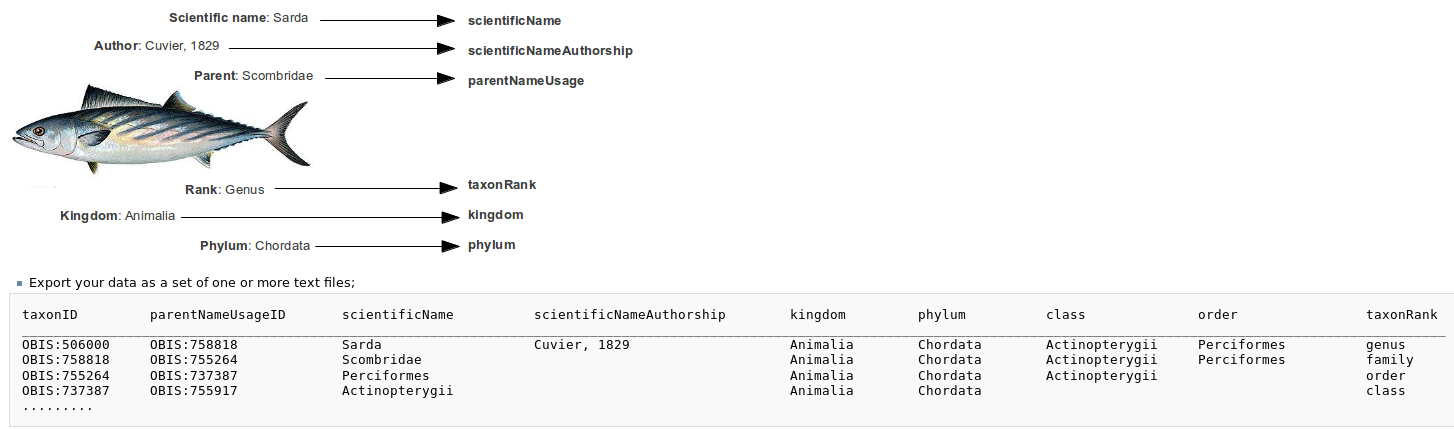 Scientific name: Sarda scientificName
Author: Cuvier, 1829 scientificNameAuthorship
Parent: Scombridae parentNameUsage
Rank: Genus taxonRank
Kingdom: Animalia kingdom
Phylum: Chordata phylum
Export your data as a set of one or more text files;
taxonID parentNameUsageID scientificName scientificNameAuthorship kingdom phylum class order taxonRank
OBIS:506000 OBIS:758818 Sarda Cuvier, 1829 Animalia Chordata Actinopterygii Perciformes genus
OBIS:758818 OBIS:755264 Scombridae Animalia Chordata Actinopterygii Perciformes family
OBIS:755264 OBIS:737387 Perciformes Animalia Chordata Actinopterygii order
OBIS:737387 OBIS:755917 Actinopterygii Animalia Chordata class
.........